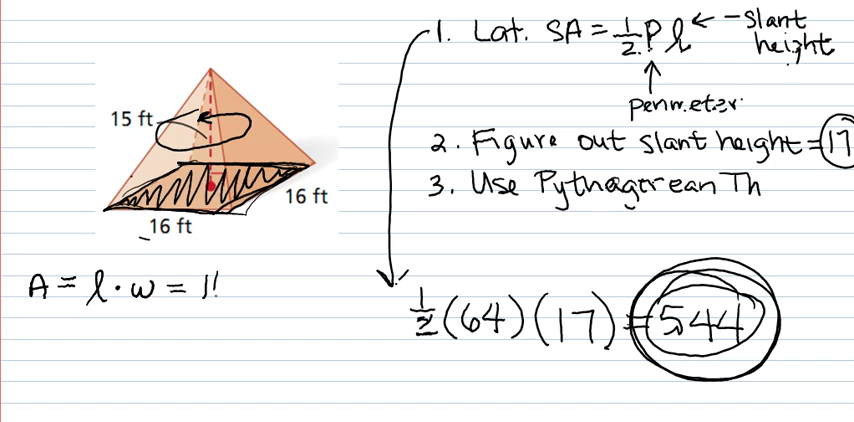 1. Lat. SA = 1/2 P l ← - slant height
perimeter
2. Figure out slant height = 17
3. Use Pythagorean Th
15 ft
16 ft
16 ft
A = l · w = 1!
1/2 (64)(17) = 544